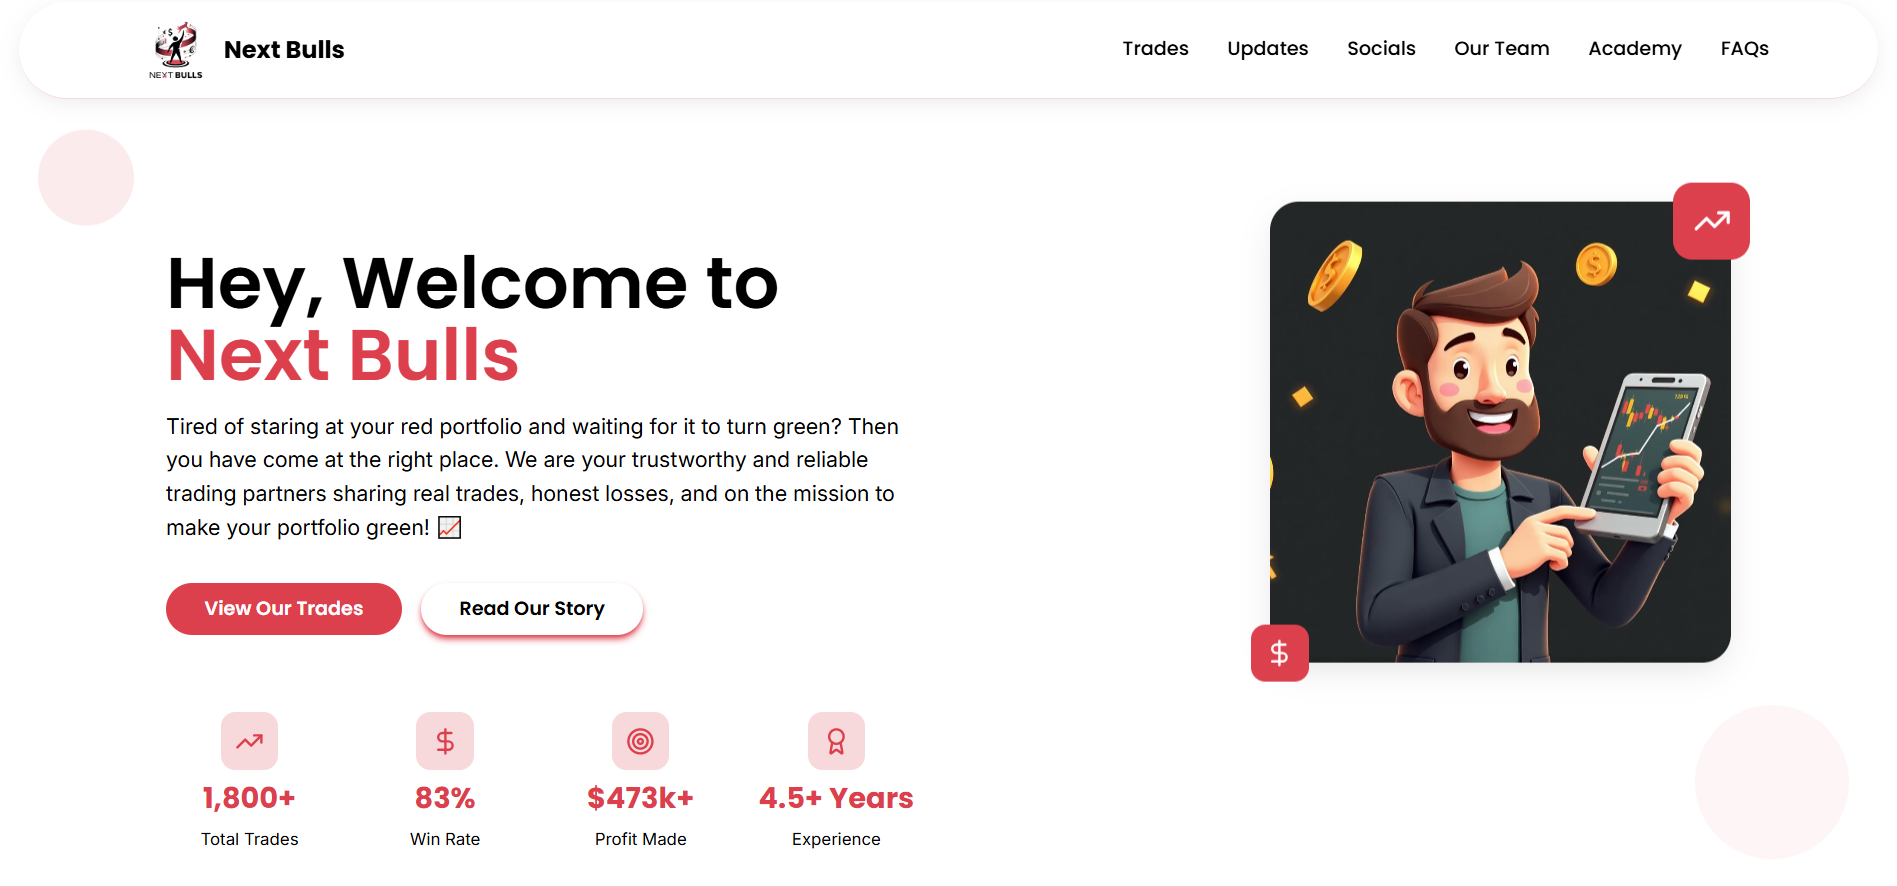 NEXT BULLS
Next Bulls
Trades
Updates
Socials
Our Team
Academy
FAQs
Hey, Welcome to
Next Bulls
Tired of staring at your red portfolio and waiting for it to turn green? Then
you have come at the right place. We are your trustworthy and reliable
trading partners sharing real trades, honest losses, and on the mission to
make your portfolio green! 📈
View Our Trades
Read Our Story
1,800+
83%
$473k+
4.5+ Years
Total Trades
Win Rate
Profit Made
Experience